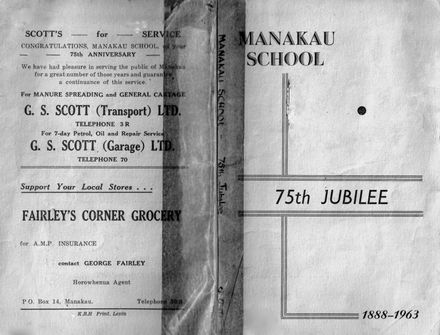 SCOTT'S — for — SERVICE
CONGRATULATIONS, MANAKAU SCHOOL, on your
— 75th ANNIVERSARY —
We have had pleasure in serving the public of Manakau
for a great number of those years and guarantee
a continuance of this service.
For MANURE SPREADING and GENERAL CARTAGE
G. S. SCOTT (Transport) LTD.
TELEPHONE 3R
For 7-day Petrol, Oil and Repair Service
G. S. SCOTT (Garage) LTD.
TELEPHONE 70
Support Your Local Stores . . .
FAIRLEY'S CORNER GROCERY
for A.M.P. INSURANCE
contact GEORGE FAIRLEY
Horowhenua Agent
P O. Box 14, Manakau. Telephone
K.B.H Print, Levin
MANAKAU SCHOOL 75th Jubilee
MANAKAU
SCHOOL
75th JUBILEE
1888-1963